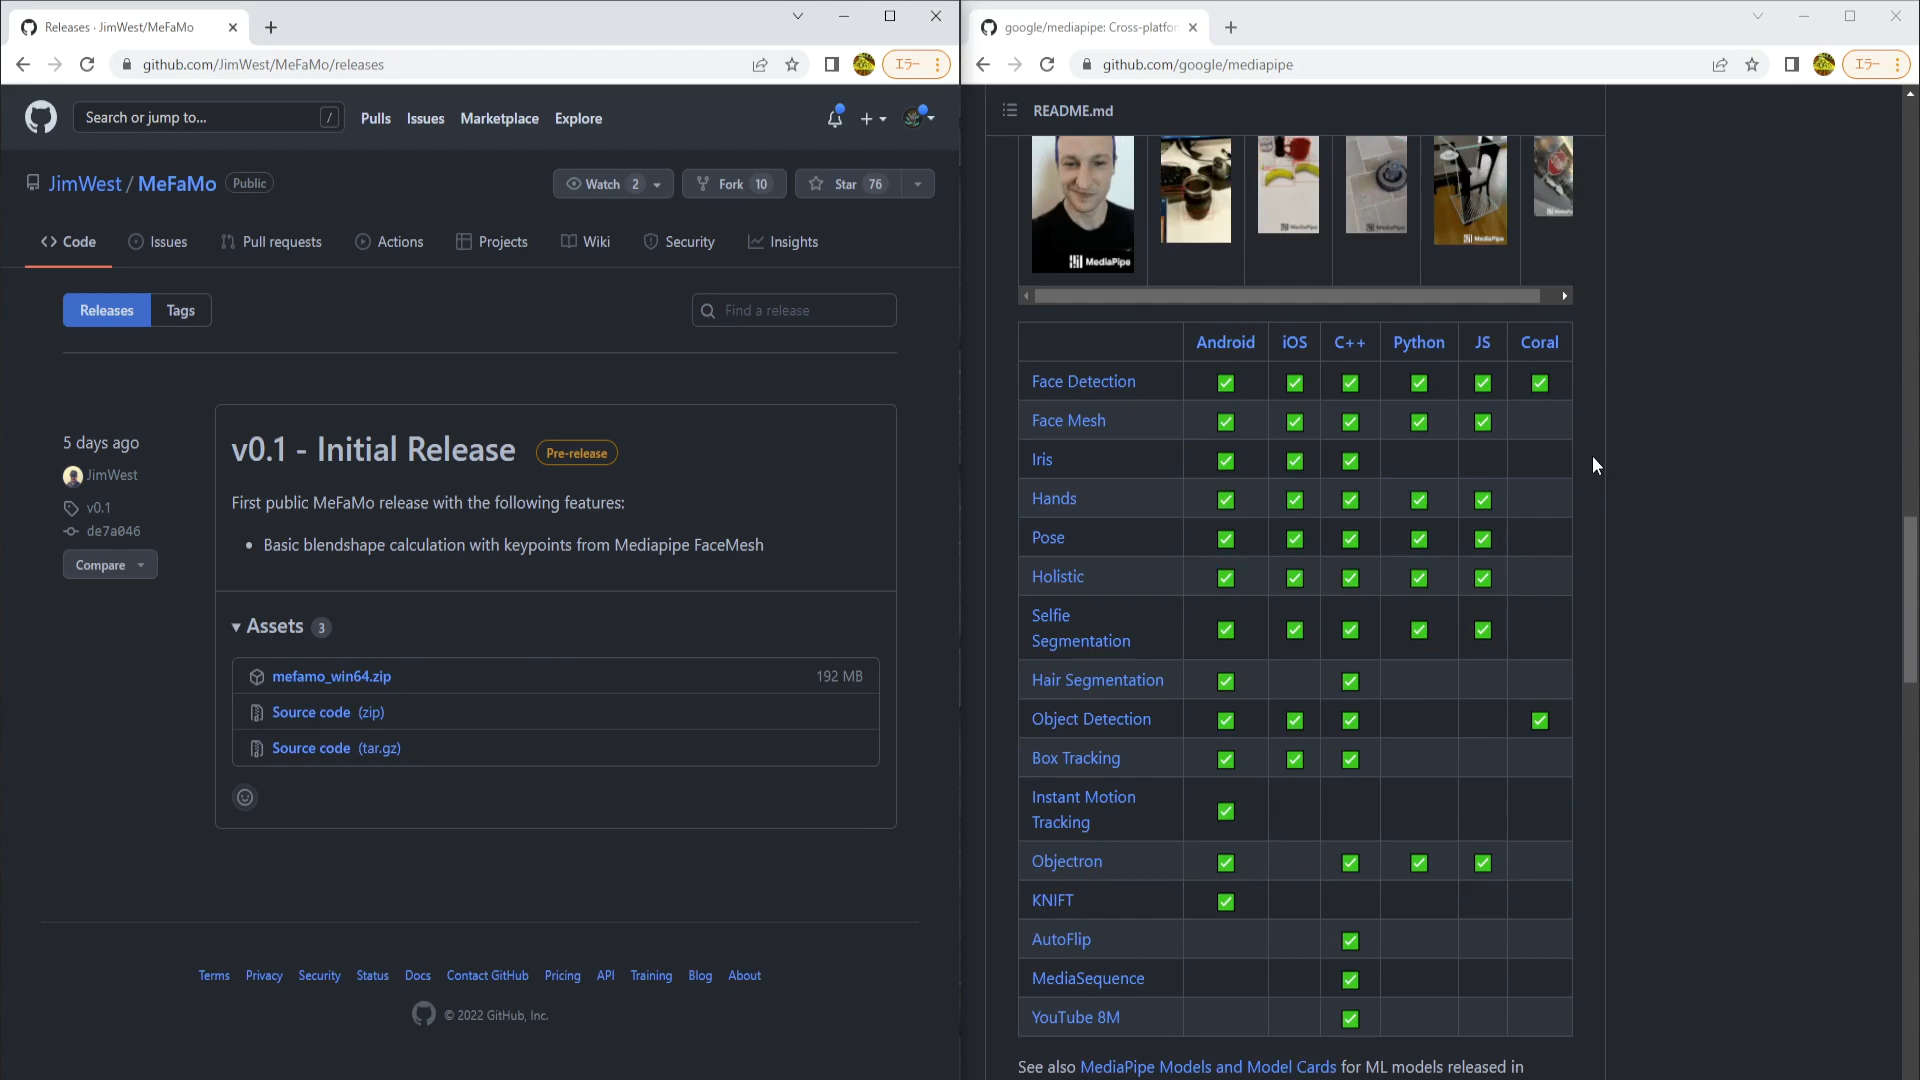 Releases · JimWest/MeFaMo
github.com/JimWest/MeFaMo/releases
エラー
Search or jump to...
/
Pulls
Issues
Marketplace
Explore
JimWest / MeFaMo
Public
Watch 2
Fork 10
Star 76
Code
Issues
Pull requests
Actions
Projects
Wiki
Security
Insights
Releases
Tags
Find a release
5 days ago
JimWest
v0.1
de7a046
Compare
v0.1 - Initial Release
Pre-release
First public MeFaMo release with the following features:
Basic blendshape calculation with keypoints from Mediapipe FaceMesh
Assets 3
mefamo_win64.zip
192 MB
Source code (zip)
Source code (tar.gz)
Terms
Privacy
Security
Status
Docs
Contact GitHub
Pricing
API
Training
Blog
About
© 2022 GitHub, Inc.
google/mediapipe: Cross-platfor
github.com/google/mediapipe
エラー
README.md
MediaPipe
MediaPipe
MediaPipe
MediaPipe
MediaPipe
Android
iOS
C++
Python
JS
Coral
Face Detection
Face Mesh
Iris
Hands
Pose
Holistic
Selfie
Segmentation
Hair Segmentation
Object Detection
Box Tracking
Instant Motion
Tracking
Objectron
KNIFT
AutoFlip
MediaSequence
YouTube 8M
See also MediaPipe Models and Model Cards for ML models released in